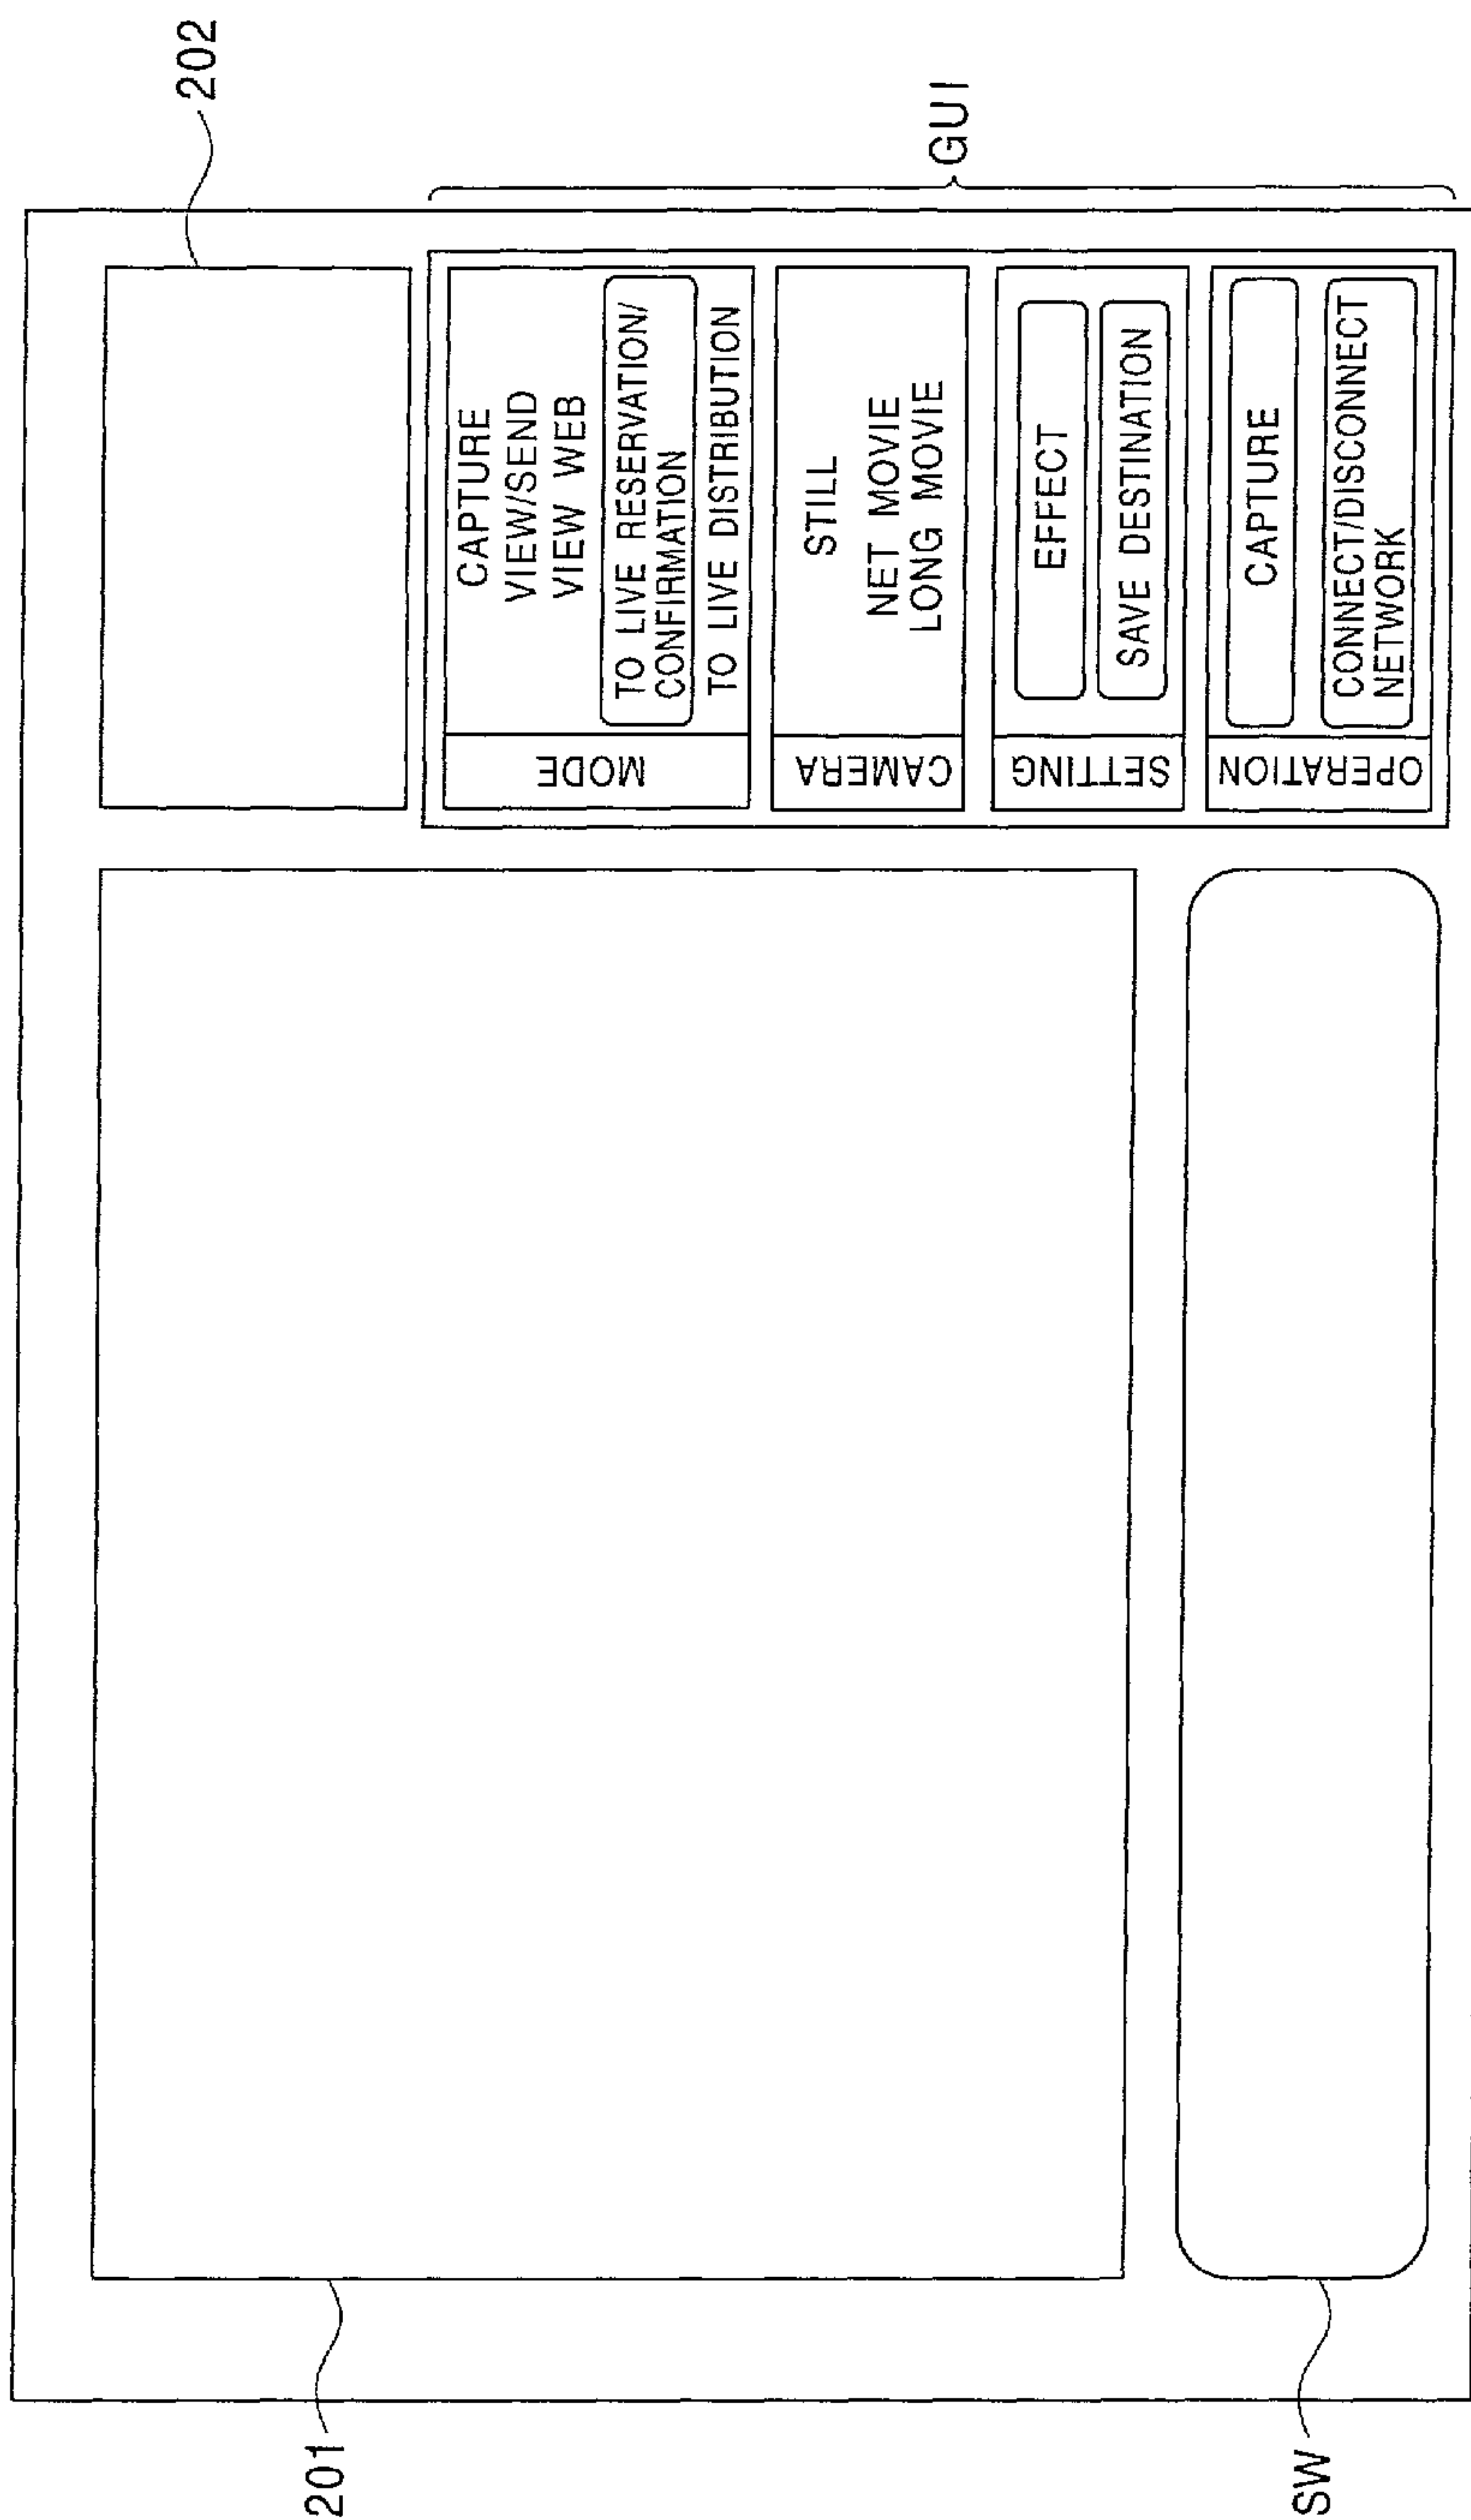 202
GUI
MODE
CAPTURE
VIEW/SEND
VIEW WEB
TO LIVE RESERVATION/
CONFIRMATION
TO LIVE DISTRIBUTION
CAMERA
STILL
NET MOVIE
LONG MOVIE
SETTING
EFFECT
SAVE DESTINATION
OPERATION
CAPTURE
CONNECT/DISCONNECT
NETWORK
201
SW